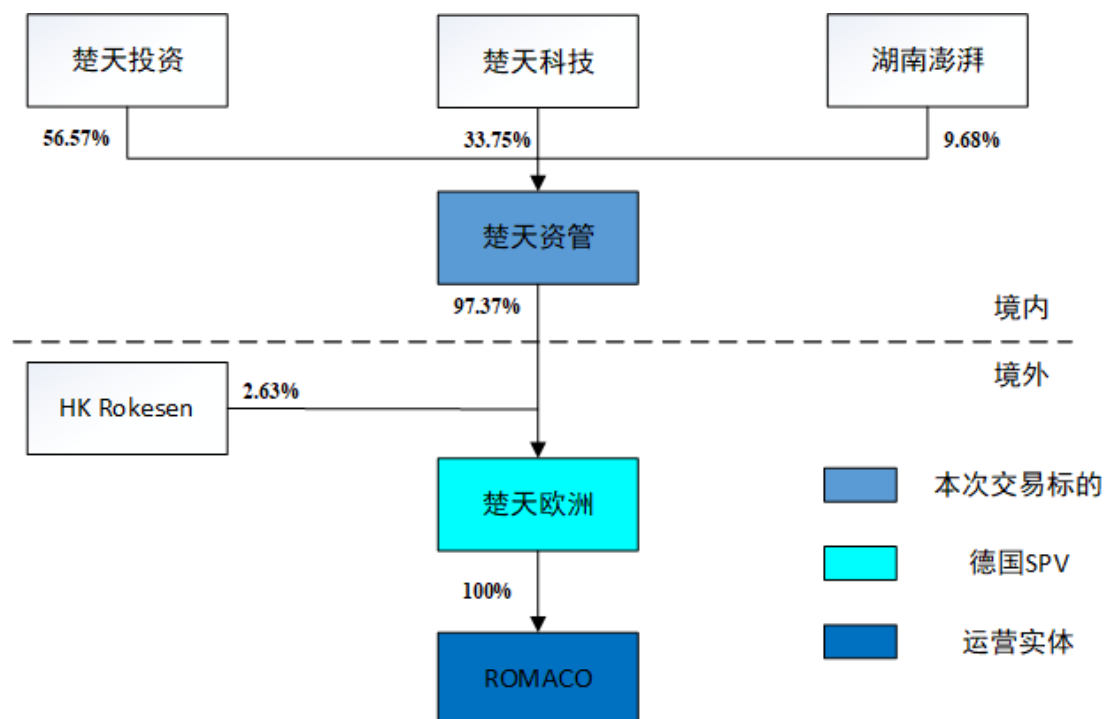 楚天投资
楚天科技
湖南澎湃
56.57%
33.75%
9.68%
楚天资管
97.37%
境内
境外
HK Rokesen
2.63%
楚天欧洲
本次交易标的
德国SPV
100%
运营实体
ROMACO